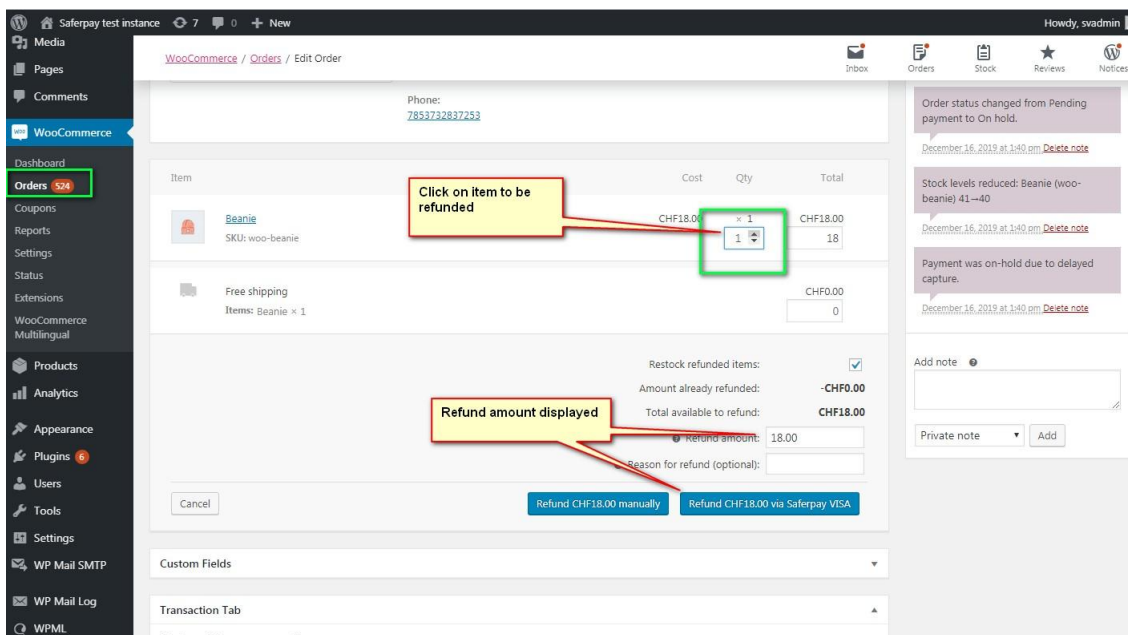 Saferpay test instance 7 0 + New Howdy, svadmin
Media
Pages
Comments
WooCommerce
Dashboard
Orders 524
Coupons
Reports
Settings
Status
Extensions
WooCommerce
Multilingual
Products
Analytics
Appearance
Plugins 6
Users
Tools
Settings
WP Mail SMTP
WP Mail Log
WPML
WooCommerce / Orders / Edit Order
Inbox
Orders
Stock
Reviews
Notices
Phone:
7853732837253
Item Cost Qty Total
Click on item to be
refunded
Beanie CHF18.00 × 1 CHF18.00
SKU: woo-beanie 1 18
Free shipping CHF0.00
Items: Beanie × 1 0
Restock refunded items:
Amount already refunded: -CHF0.00
Total available to refund: CHF18.00
Refund amount displayed
Refund amount: 18.00
Reason for refund (optional):
Cancel Refund CHF18.00 manually Refund CHF18.00 via Saferpay VISA
Custom Fields
Transaction Tab
Order status changed from Pending
payment to On hold.
December 16, 2019 at 1:40 pm Delete note
Stock levels reduced: Beanie (woo-
beanie) 41→40
December 16, 2019 at 1:40 pm Delete note
Payment was on-hold due to delayed
capture.
December 16, 2019 at 1:40 pm Delete note
Add note
Private note Add